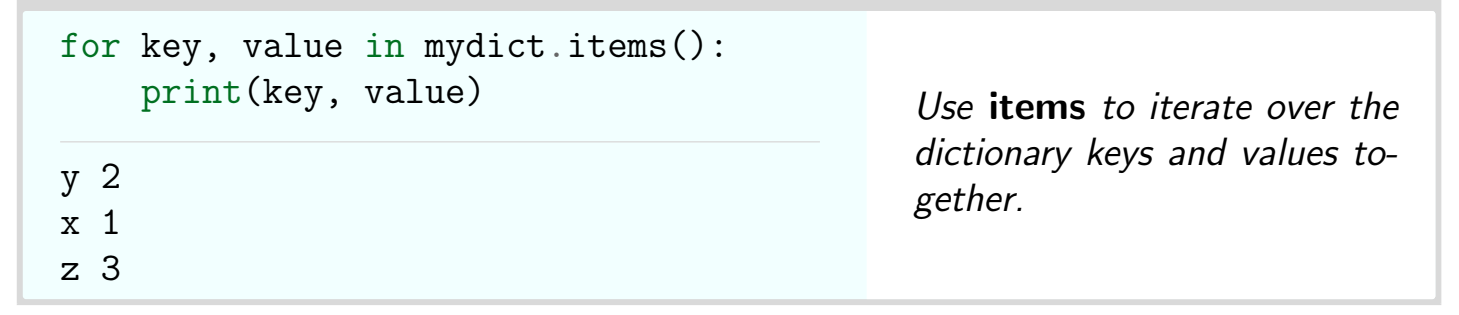 for key, value in mydict.items():
    print(key, value)
y 2
x 1
z 3
Use items to iterate over the
dictionary keys and values to-
gether.